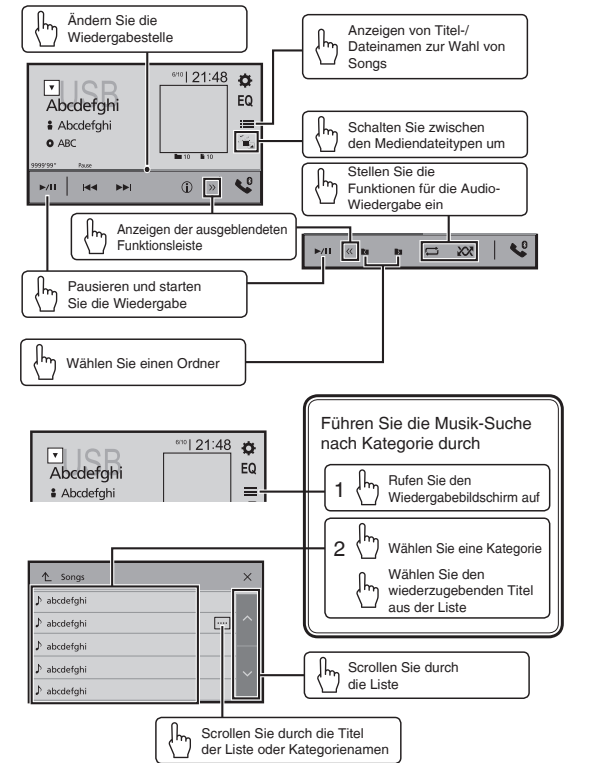 Ändern Sie die
Wiedergabestelle
Anzeigen von Titel-/
Dateinamen zur Wahl von
Songs
USB
6/10 | 21:48
Abcdefghi
EQ
Abcdefghi
ABC
10 10
9999'99" Pause
Schalten Sie zwischen
den Mediendateitypen um
Stellen Sie die
Funktionen für die Audio-
Wiedergabe ein
Anzeigen der ausgeblendeten
Funktionsleiste
Pausieren und starten
Sie die Wiedergabe
Wählen Sie einen Ordner
USB
6/10 | 21:48
Abcdefghi
EQ
Abcdefghi
Führen Sie die Musik-Suche
nach Kategorie durch
1 Rufen Sie den
Wiedergabebildschirm auf
2 Wählen Sie eine Kategorie
Wählen Sie den
wiederzugebenden Titel
aus der Liste
Songs
abcdefghi
abcdefghi
abcdefghi
abcdefghi
abcdefghi
Scrollen Sie durch
die Liste
Scrollen Sie durch die Titel
der Liste oder Kategorienamen